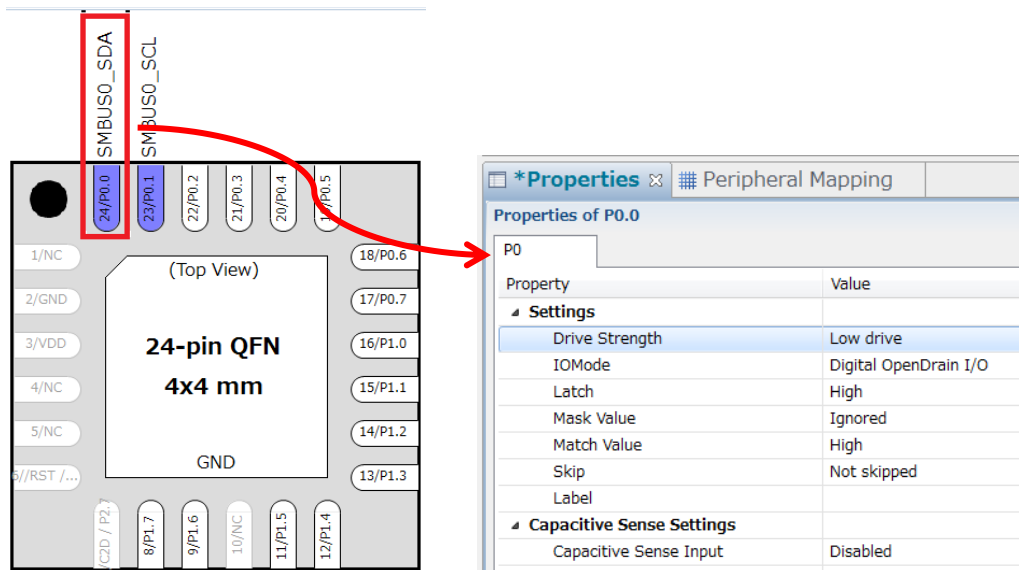 SMBUS0_SDA
SMBUS0_SCL
24/P0.0
23/P0.1
22/P0.2
21/P0.3
20/P0.4
19/P0.5
1/NC
2/GND
3/VDD
4/NC
5/NC
6//RST /...
(Top View)
24-pin QFN
4x4 mm
GND
18/P0.6
17/P0.7
16/P1.0
15/P1.1
14/P1.2
13/P1.3
/C2D / P2.7
8/P1.7
9/P1.6
10/NC
11/P1.5
12/P1.4
*Properties Peripheral Mapping
Properties of P0.0
P0
Property Value
Settings
Drive Strength Low drive
IOMode Digital OpenDrain I/O
Latch High
Mask Value Ignored
Match Value High
Skip Not skipped
Label
Capacitive Sense Settings
Capacitive Sense Input Disabled